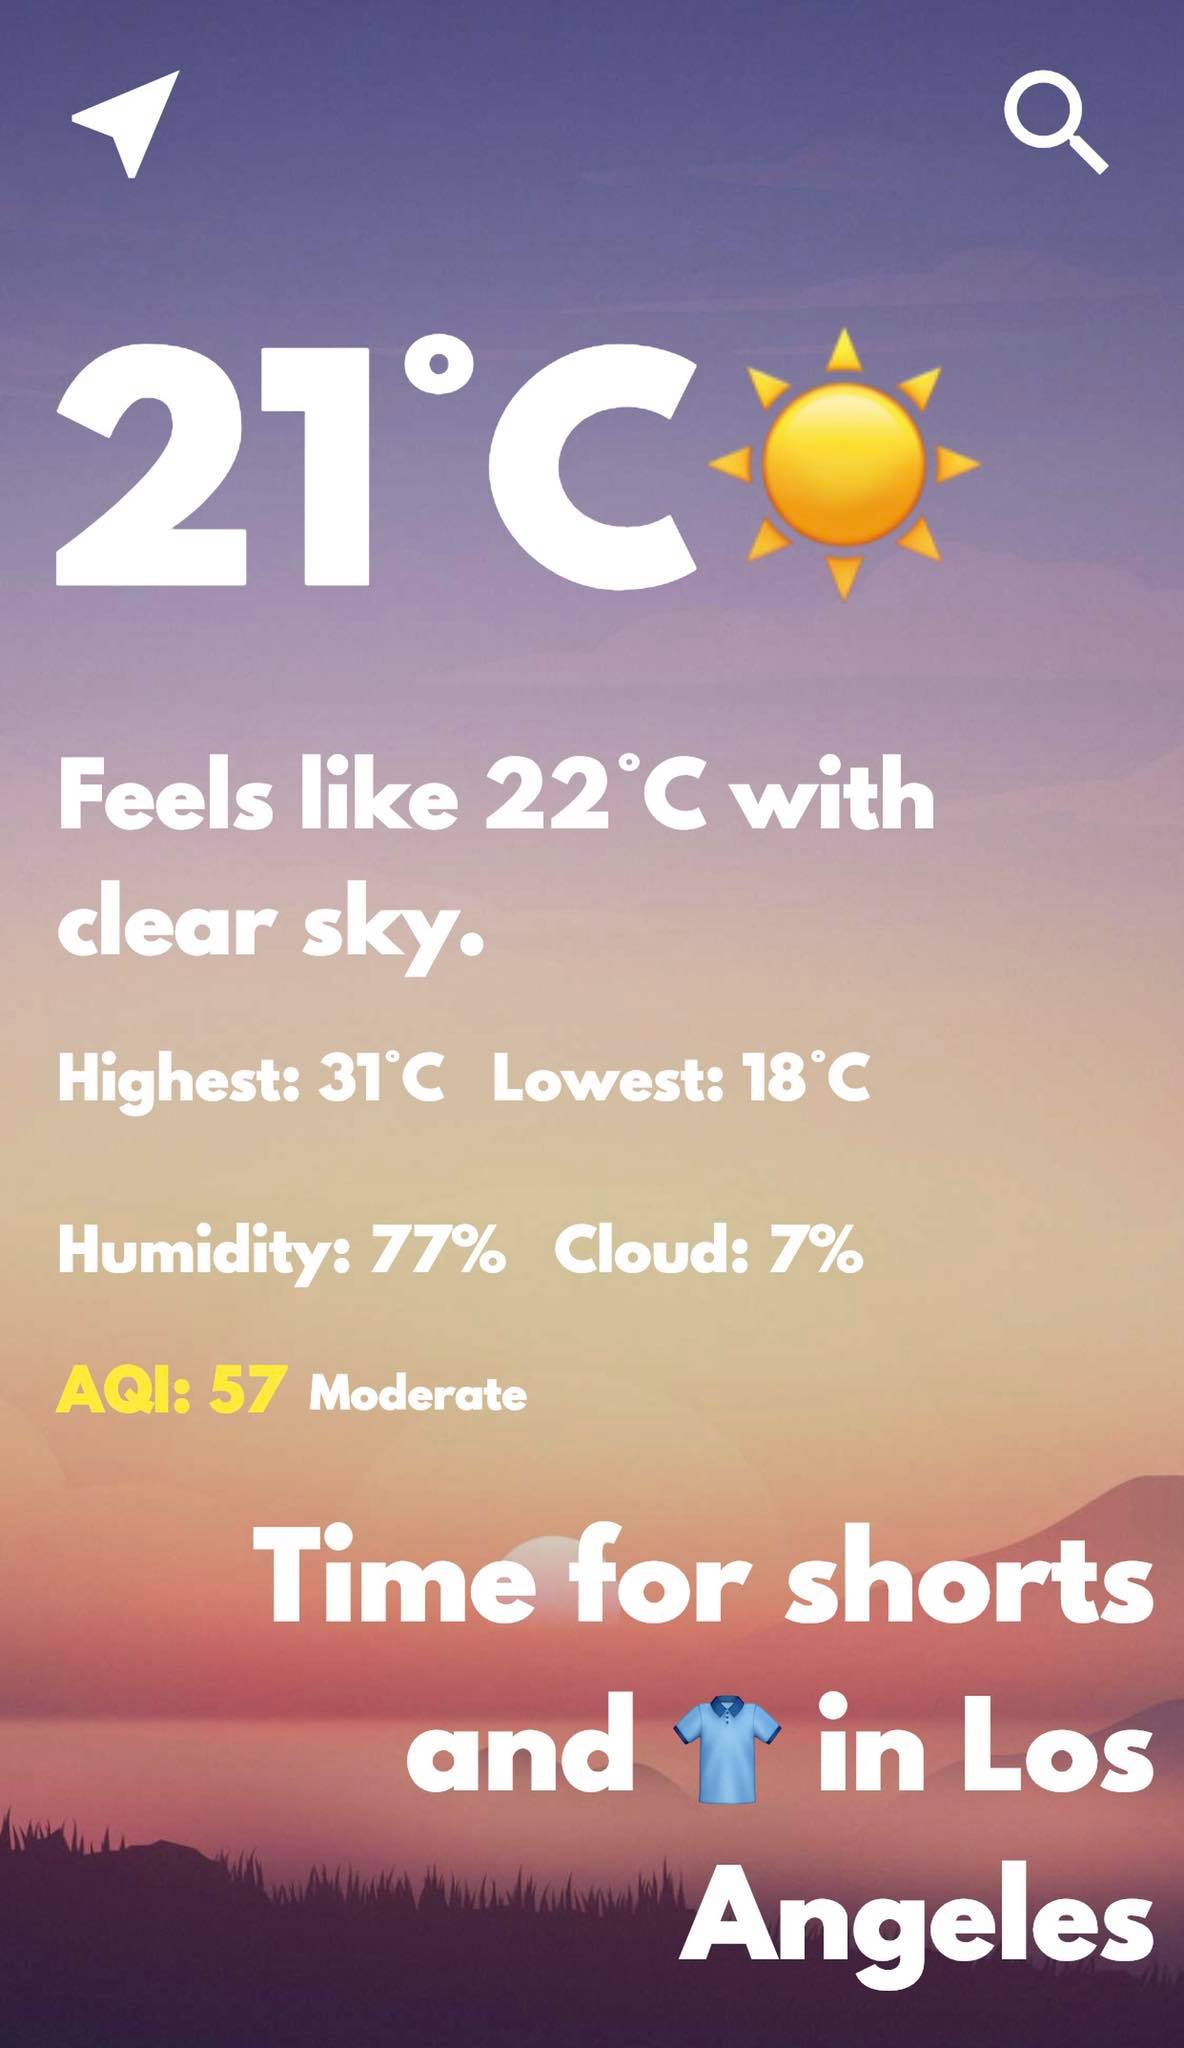 21°C☀️
Feels like 22°C with
clear sky.
Highest: 31°C Lowest: 18°C
Humidity: 77% Cloud: 7%
AQI: 57 Moderate
Time for shorts
and 👕 in Los
Angeles